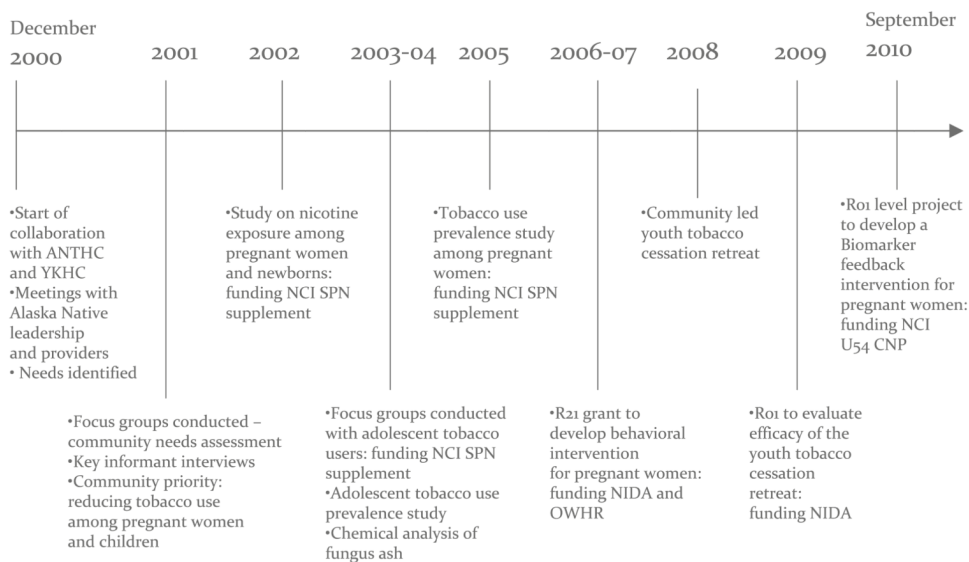 December
2000
2001
2002
2003-04
2005
2006-07
2008
2009
September
2010
•Start of
collaboration
with ANTHC
and YKHC
•Meetings with
Alaska Native
leadership
and providers
• Needs identified
•Focus groups conducted –
community needs assessment
•Key informant interviews
•Community priority:
reducing tobacco use
among pregnant women
and children
•Study on nicotine
exposure among
pregnant women
and newborns:
funding NCI SPN
supplement
•Focus groups conducted
with adolescent tobacco
users: funding NCI SPN
supplement
•Adolescent tobacco use
prevalence study
•Chemical analysis of
fungus ash
•Tobacco use
prevalence study
among pregnant
women:
funding NCI SPN
supplement
•R21 grant to
develop behavioral
intervention
for pregnant women:
funding NIDA and
OWHR
•Community led
youth tobacco
cessation retreat
•R01 to evaluate
efficacy of the
youth tobacco
cessation
retreat:
funding NIDA
•R01 level project
to develop a
Biomarker
feedback
intervention for
pregnant women:
funding NCI
U54 CNP